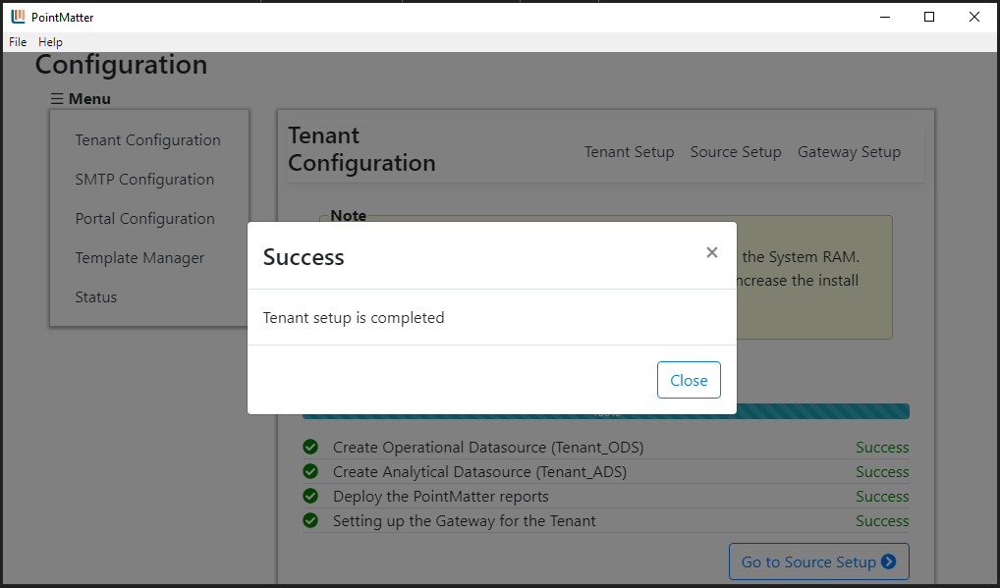 PointMatter
File Help
Configuration
☰ Menu
Tenant Configuration
SMTP Configuration
Portal Configuration
Template Manager
Status
Tenant
Configuration
Tenant Setup Source Setup Gateway Setup
Note
the System RAM.
increase the install
Success
×
Tenant setup is completed
Close
Create Operational Datasource (Tenant_ODS) Success
Create Analytical Datasource (Tenant_ADS) Success
Deploy the PointMatter reports Success
Setting up the Gateway for the Tenant Success
Go to Source Setup